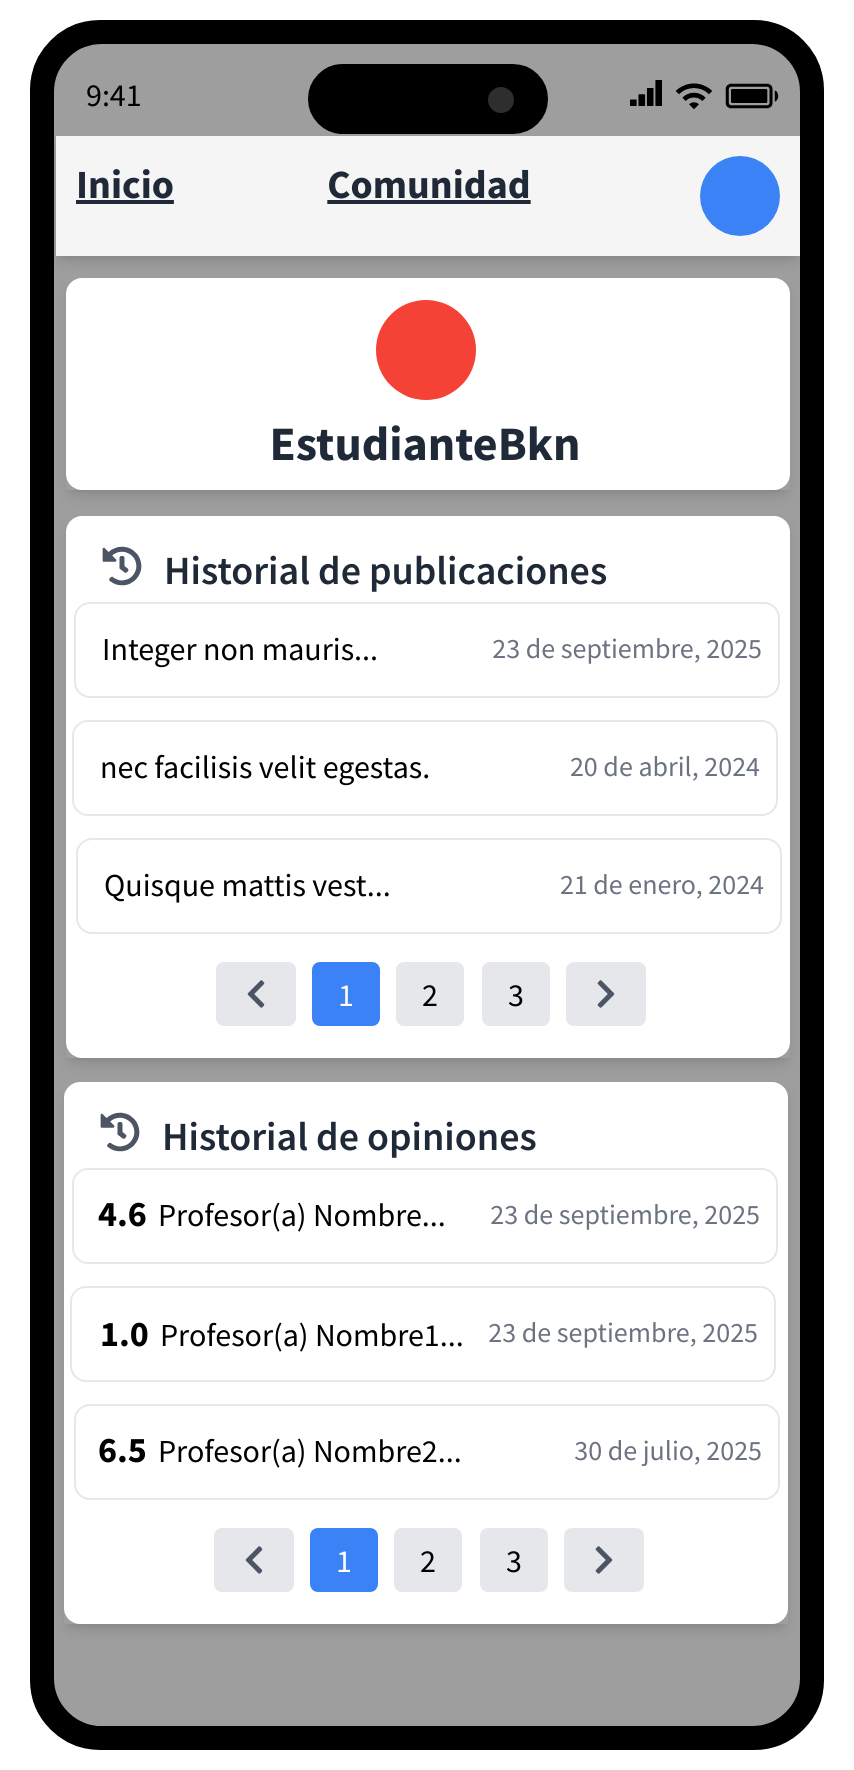 9:41
Inicio Comunidad
EstudianteBkn
Historial de publicaciones
Integer non mauris... 23 de septiembre, 2025
nec facilisis velit egestas. 20 de abril, 2024
Quisque mattis vest... 21 de enero, 2024
1 2 3
Historial de opiniones
4.6 Profesor(a) Nombre... 23 de septiembre, 2025
1.0 Profesor(a) Nombre1... 23 de septiembre, 2025
6.5 Profesor(a) Nombre2... 30 de julio, 2025
1 2 3